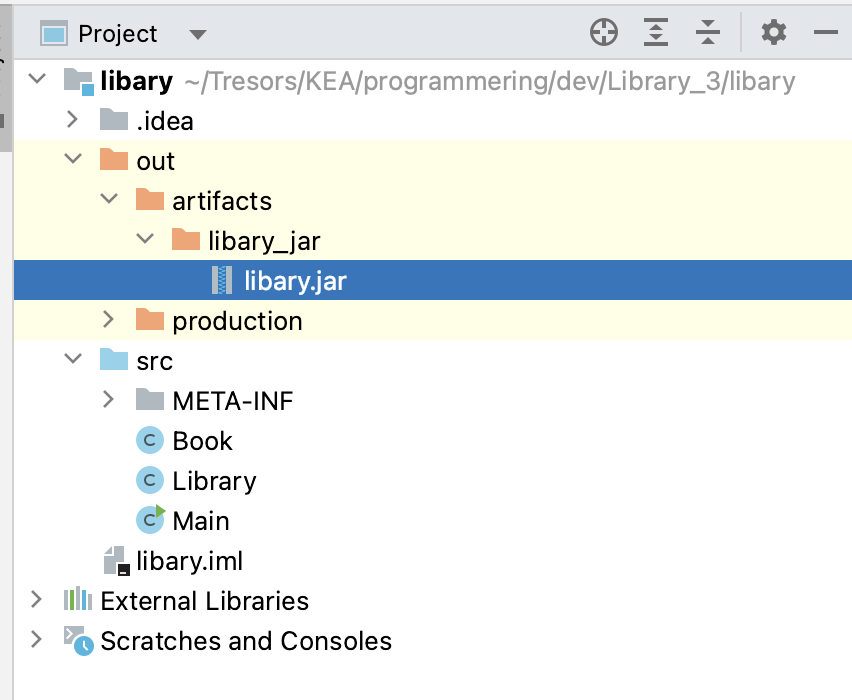 Project
libary ~/Tresors/KEA/programmering/dev/Library_3/libary
.idea
out
artifacts
libary_jar
libary.jar
production
src
META-INF
C Book
C Library
C Main
libary.iml
External Libraries
Scratches and Consoles